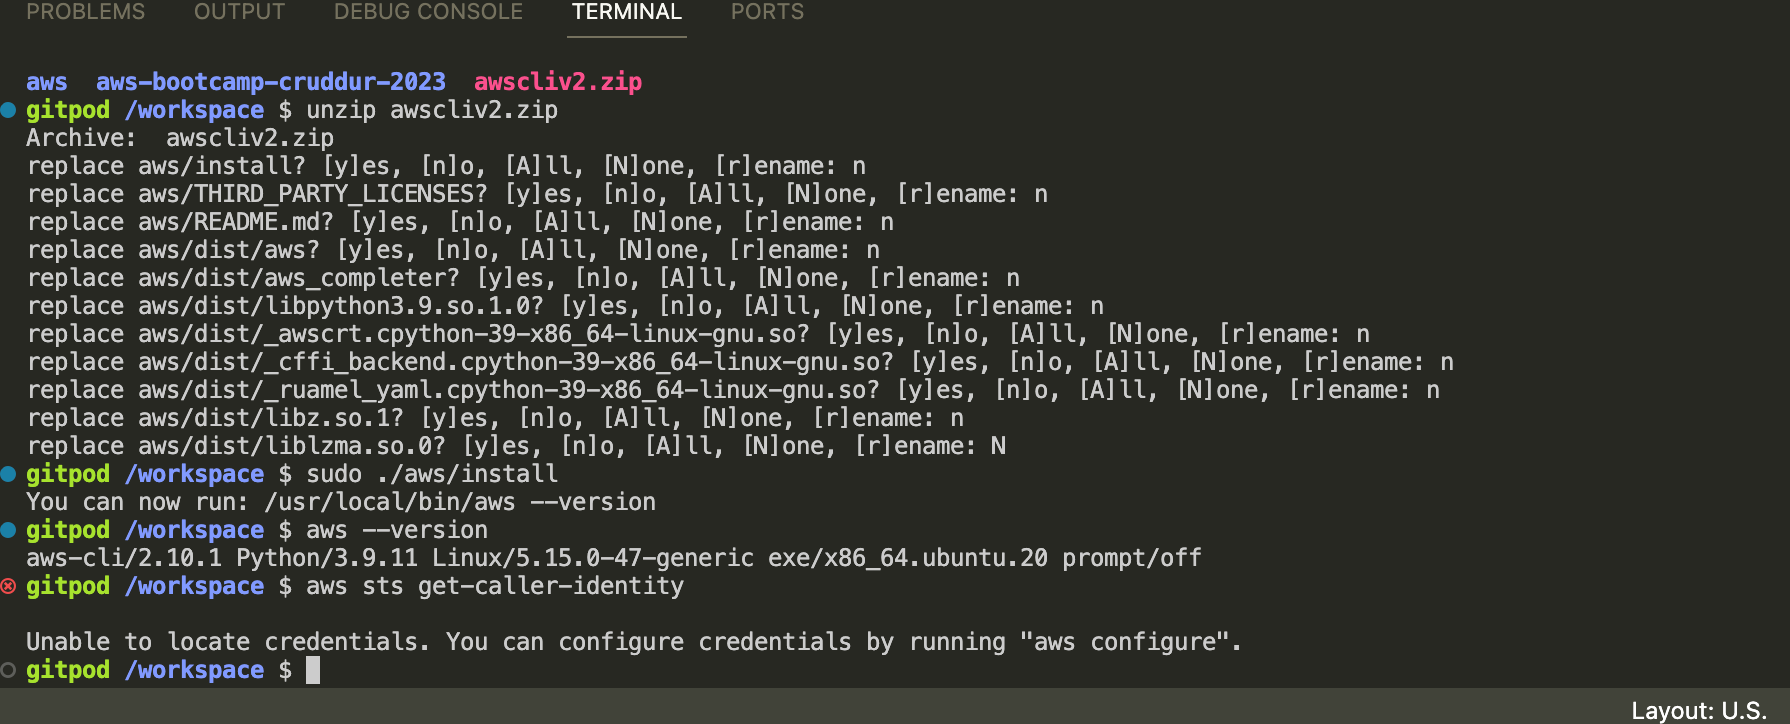 PROBLEMS OUTPUT DEBUG CONSOLE TERMINAL PORTS
aws aws-bootcamp-cruddur-2023 awscliv2.zip
gitpod /workspace $ unzip awscliv2.zip
Archive:  awscliv2.zip
replace aws/install? [y]es, [n]o, [A]ll, [N]one, [r]ename: n
replace aws/THIRD_PARTY_LICENSES? [y]es, [n]o, [A]ll, [N]one, [r]ename: n
replace aws/README.md? [y]es, [n]o, [A]ll, [N]one, [r]ename: n
replace aws/dist/aws? [y]es, [n]o, [A]ll, [N]one, [r]ename: n
replace aws/dist/aws_completer? [y]es, [n]o, [A]ll, [N]one, [r]ename: n
replace aws/dist/libpython3.9.so.1.0? [y]es, [n]o, [A]ll, [N]one, [r]ename: n
replace aws/dist/_awscrt.cpython-39-x86_64-linux-gnu.so? [y]es, [n]o, [A]ll, [N]one, [r]ename: n
replace aws/dist/_cffi_backend.cpython-39-x86_64-linux-gnu.so? [y]es, [n]o, [A]ll, [N]one, [r]ename: n
replace aws/dist/_ruamel_yaml.cpython-39-x86_64-linux-gnu.so? [y]es, [n]o, [A]ll, [N]one, [r]ename: n
replace aws/dist/libz.so.1? [y]es, [n]o, [A]ll, [N]one, [r]ename: n
replace aws/dist/liblzma.so.0? [y]es, [n]o, [A]ll, [N]one, [r]ename: N
gitpod /workspace $ sudo ./aws/install
You can now run: /usr/local/bin/aws --version
gitpod /workspace $ aws --version
aws-cli/2.10.1 Python/3.9.11 Linux/5.15.0-47-generic exe/x86_64.ubuntu.20 prompt/off
gitpod /workspace $ aws sts get-caller-identity
Unable to locate credentials. You can configure credentials by running "aws configure".
gitpod /workspace $
Layout: U.S.